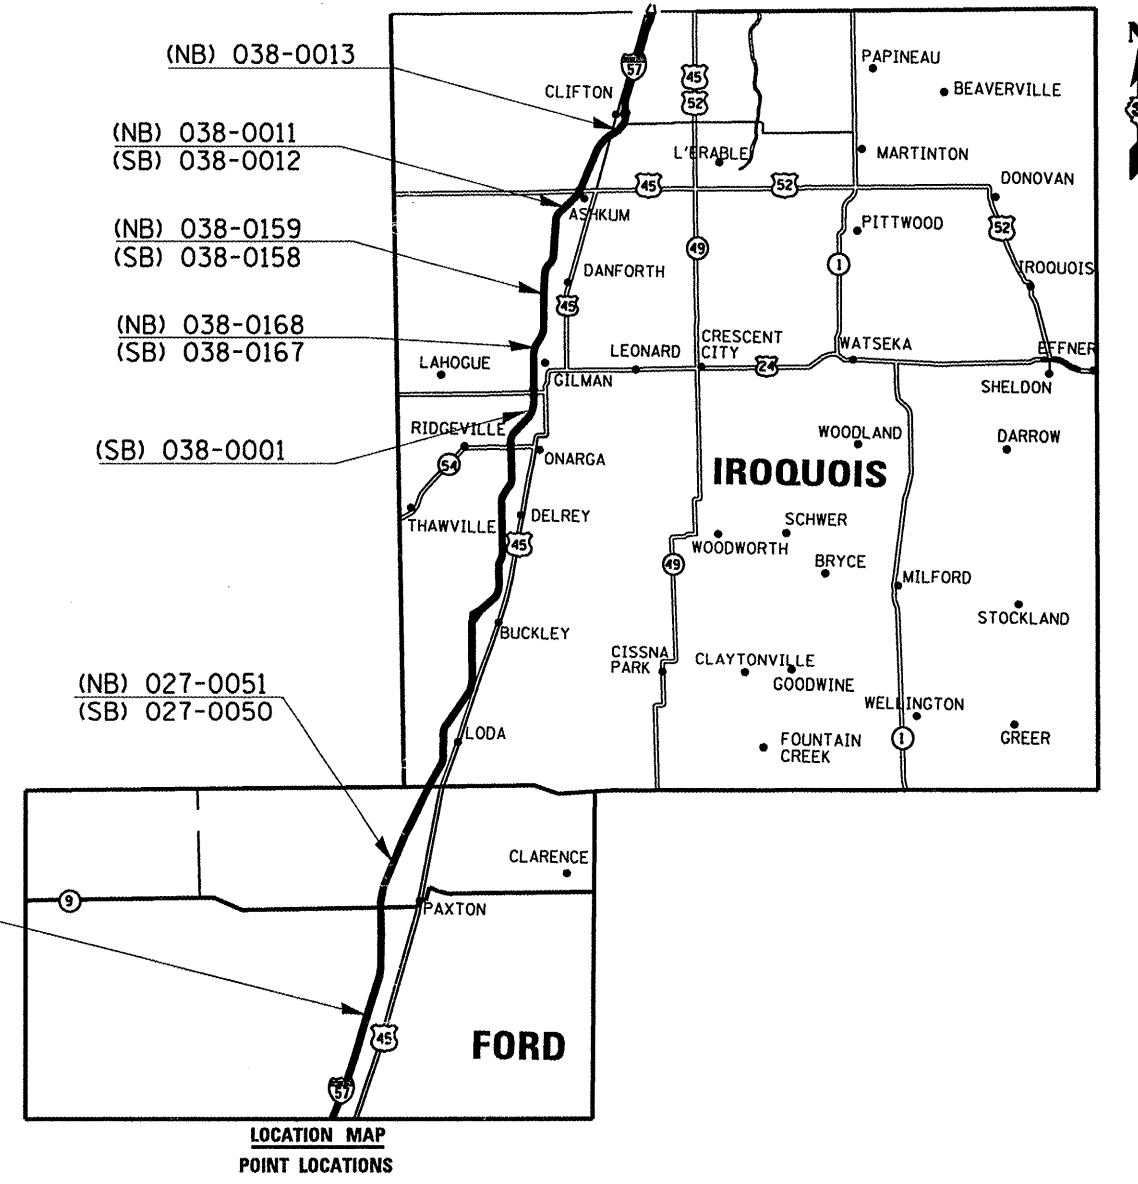 (NB) 038-0013
(NB) 038-0011
(SB) 038-0012
(NB) 038-0159
(SB) 038-0158
(NB) 038-0168
(SB) 038-0167
(SB) 038-0001
(NB) 027-0051
(SB) 027-0050
57
45
52
PAPINEAU
BEAVERVILLE
CLIFTON
L'ERABLE
MARTINTON
45
52
DONOVAN
ASHKUM
PITTWOOD
52
49
1
DANFORTH
IROQUOIS
45
CRESCENT
CITY
WATSEKA
EFFNER
LAHOGUE
LEONARD
24
GILMAN
SHELDON
RIDGEVILLE
WOODLAND
DARROW
54
ONARGA
IROQUOIS
THAWVILLE
DELREY
SCHWER
45
WOODWORTH
BRYCE
49
MILFORD
STOCKLAND
BUCKLEY
CISSNA
PARK
CLAYTONVILLE
GOODWINE
WELLINGTON
LODA
FOUNTAIN
CREEK
1
GREER
CLARENCE
9
PAXTON
45
FORD
57
LOCATION MAP
POINT LOCATIONS